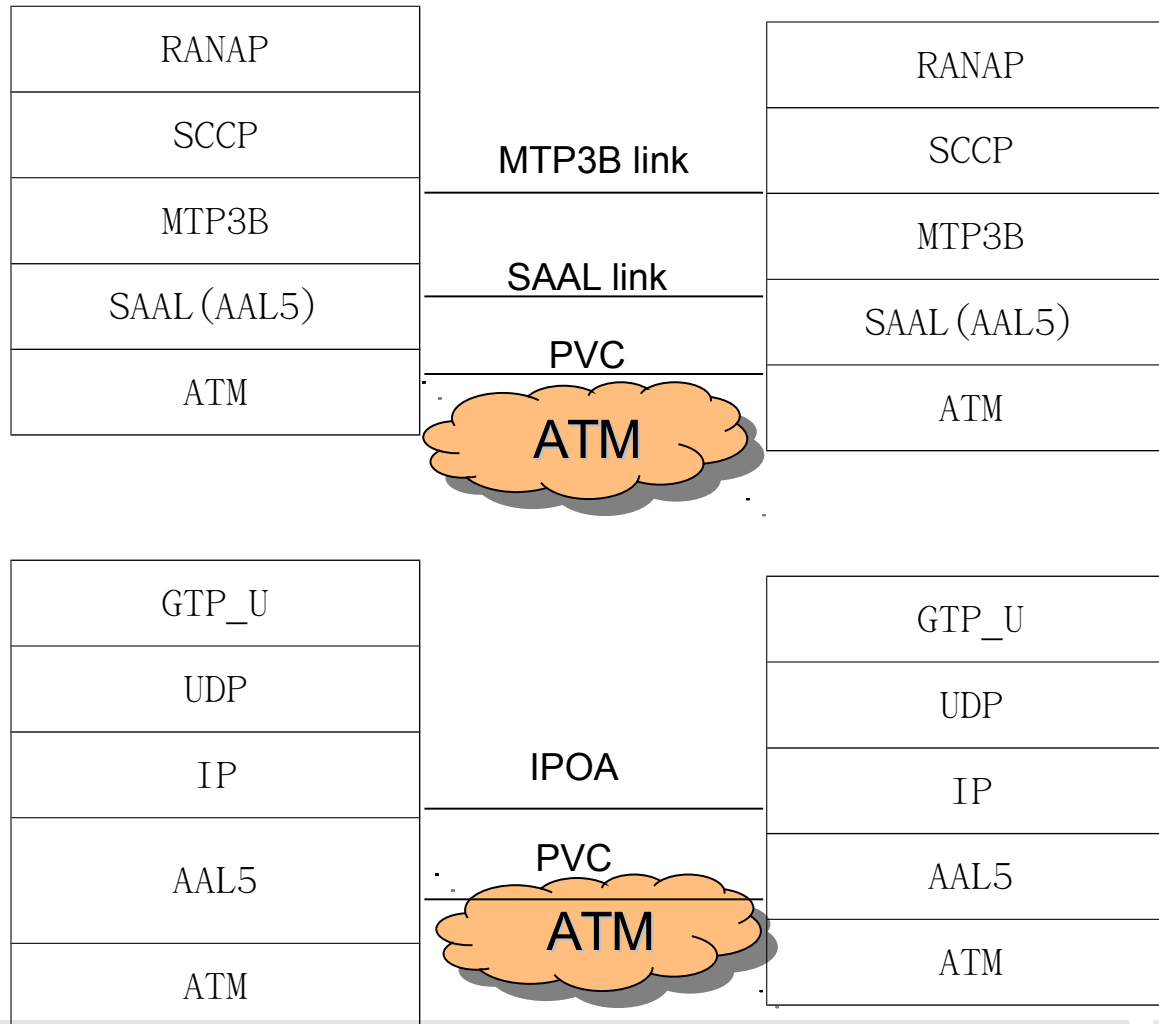 RANAP
SCCP
MTP3B
SAAL(AAL5)
ATM
MTP3B link
SAAL link
PVC
ATM
RANAP
SCCP
MTP3B
SAAL(AAL5)
ATM
GTP_U
UDP
IP
AAL5
ATM
IPOA
PVC
ATM
GTP_U
UDP
IP
AAL5
ATM